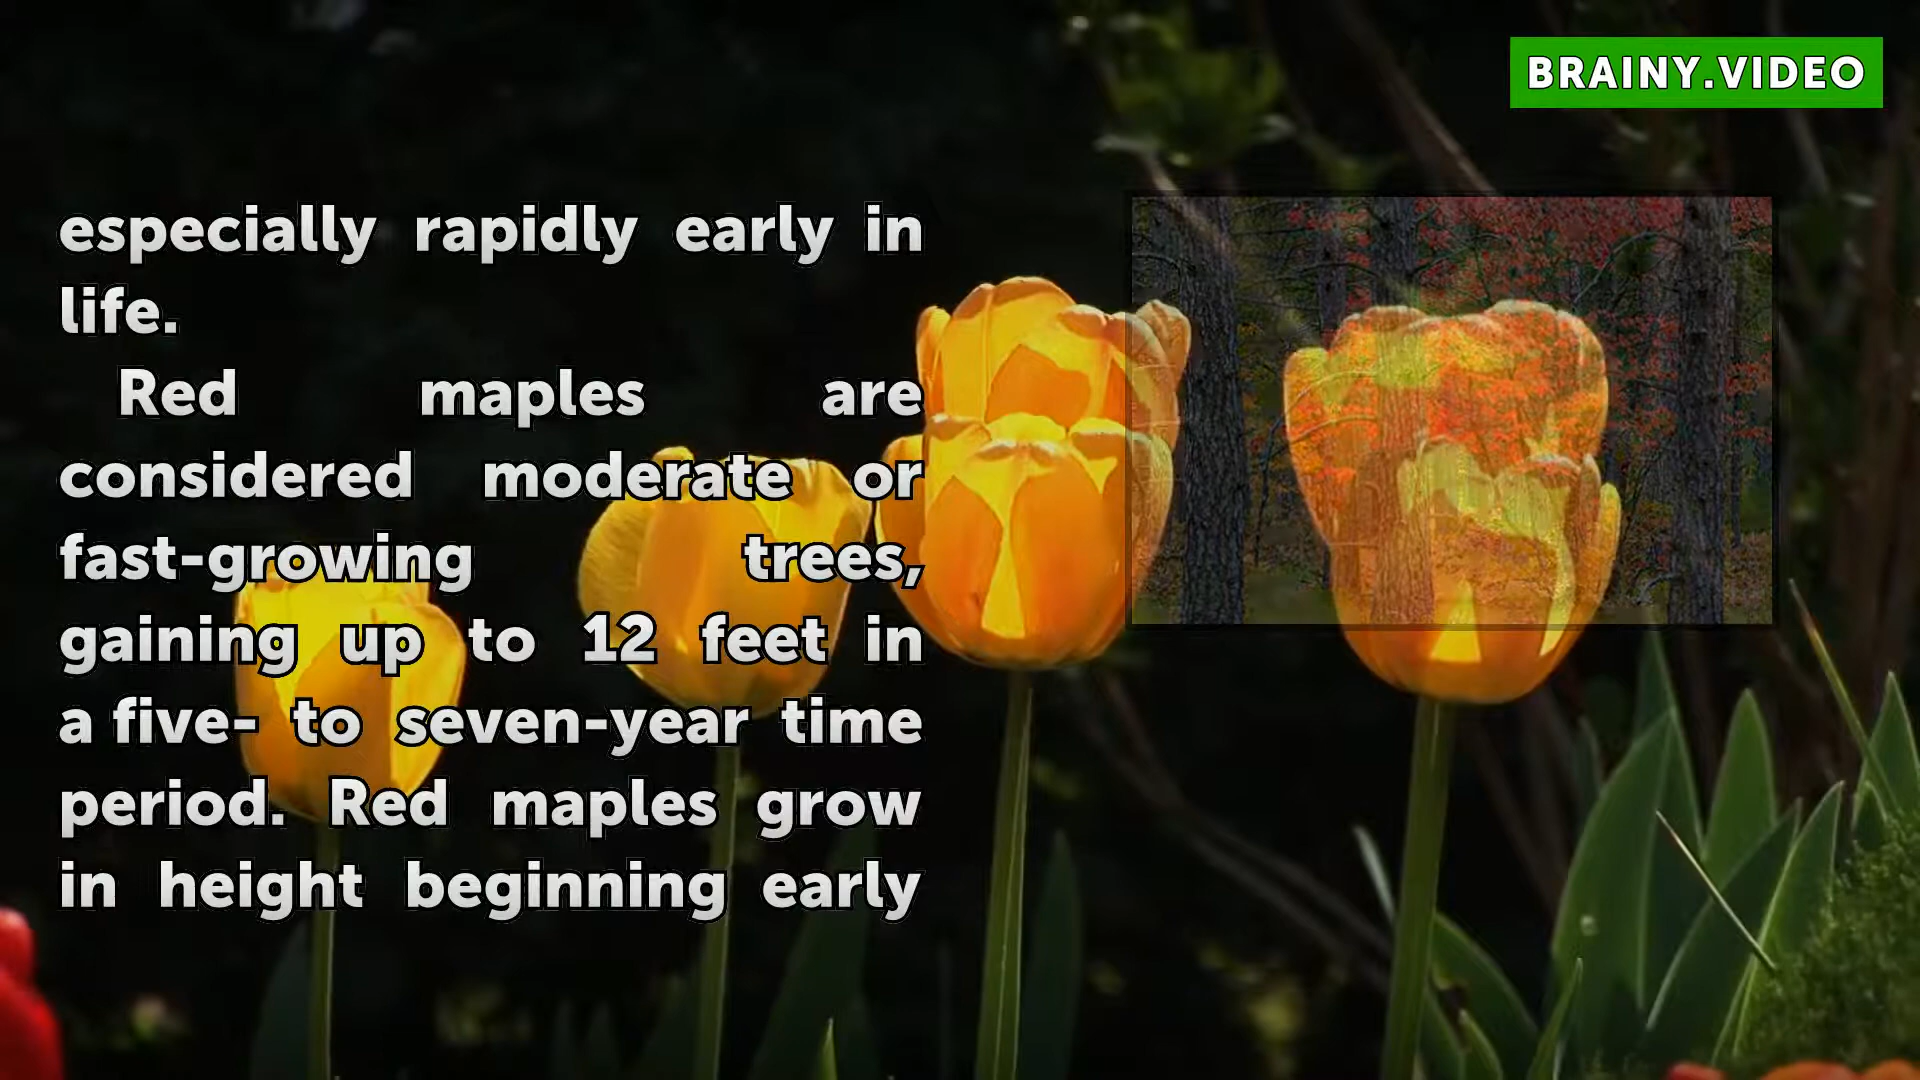 BRAINY.VIDEO
especially rapidly early in
life.
Red maples are
considered moderate or
fast-growing trees,
gaining up to 12 feet in
a five- to seven-year time
period. Red maples grow
in height beginning early